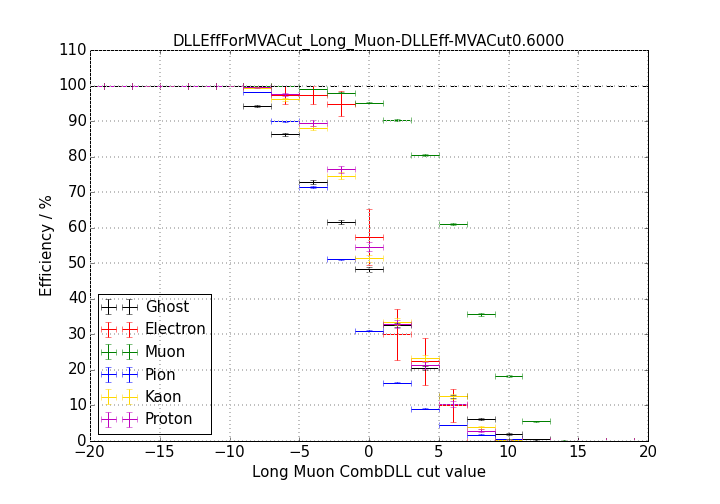 DLLEffForMVACut_Long_Muon-DLLEff-MVACut0.6000
110
100
90
80
70
60
50
40
30
20
10
0
Efficiency / %
Ghost
Electron
Muon
Pion
Kaon
Proton
−20 −15 −10 −5 0 5 10 15 20
Long Muon CombDLL cut value